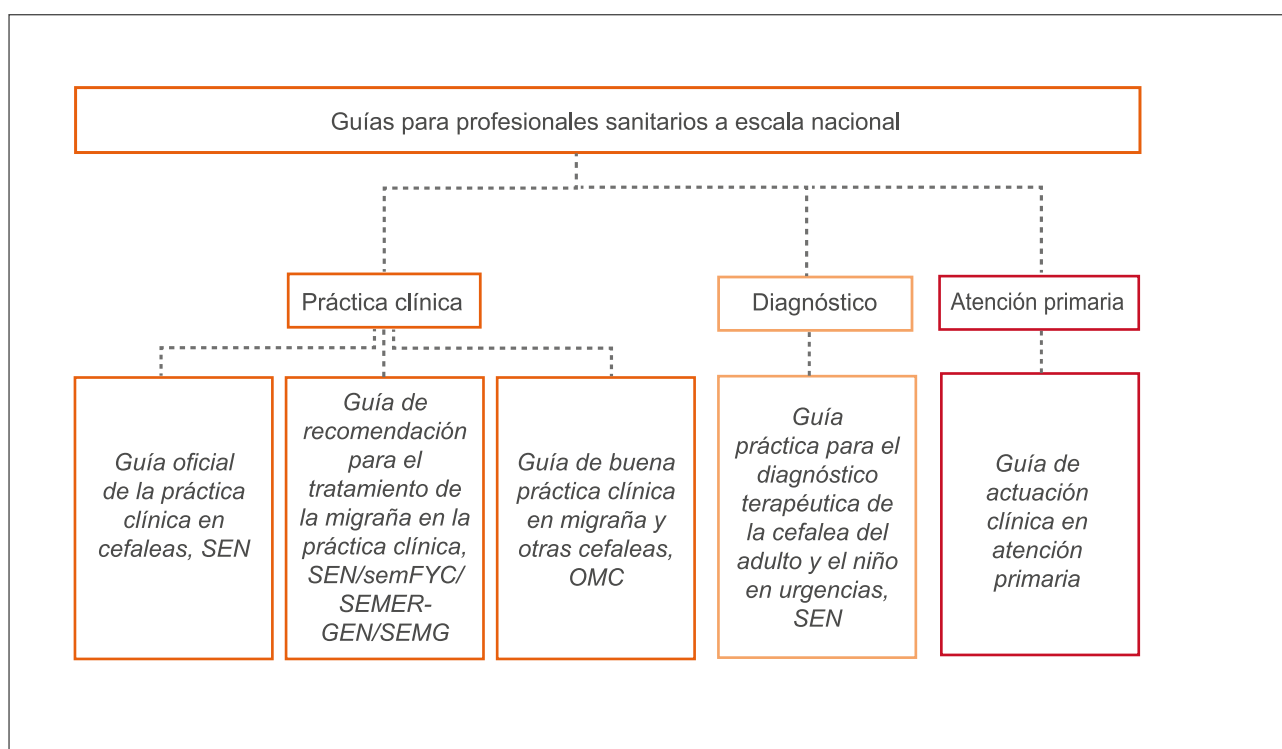 Guías para profesionales sanitarios a escala nacional
Práctica clínica
Diagnóstico
Atención primaria
Guía oficial
de la práctica
clínica en
cefaleas, SEN
Guía de
recomendación
para el
tratamiento de
la migraña en la
práctica clínica,
SEN/semFYC/
SEMER-
GEN/SEMG
Guía de buena
práctica clínica
en migraña y
otras cefaleas,
OMC
Guía
práctica para el
diagnóstico
terapéutica de
la cefalea del
adulto y el niño
en urgencias,
SEN
Guía de
actuación
clínica en
atención
primaria